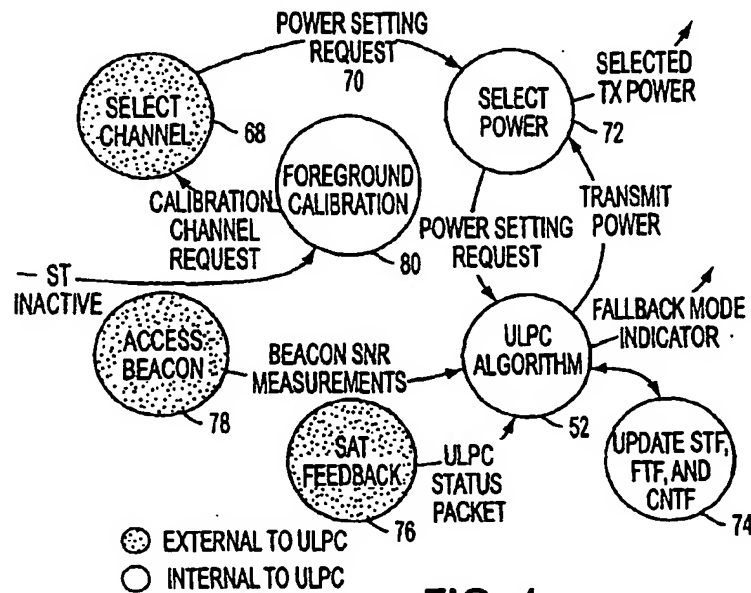 POWER SETTING
REQUEST
70
SELECT
CHANNEL
68
SELECT
POWER
72
SELECTED
TX POWER
FOREGROUND
CALIBRATION
80
CALIBRATION
CHANNEL
REQUEST
POWER SETTING
REQUEST
TRANSMIT
POWER
ST
INACTIVE
ACCESS
BEACON
78
BEACON SNR
MEASUREMENTS
ULPC
ALGORITHM
52
FALLBACK MODE
INDICATOR
SAT
FEEDBACK
76
ULPC
STATUS
PACKET
UPDATE STF,
FTF, AND
CNTF
74
EXTERNAL TO ULPC
INTERNAL TO ULPC